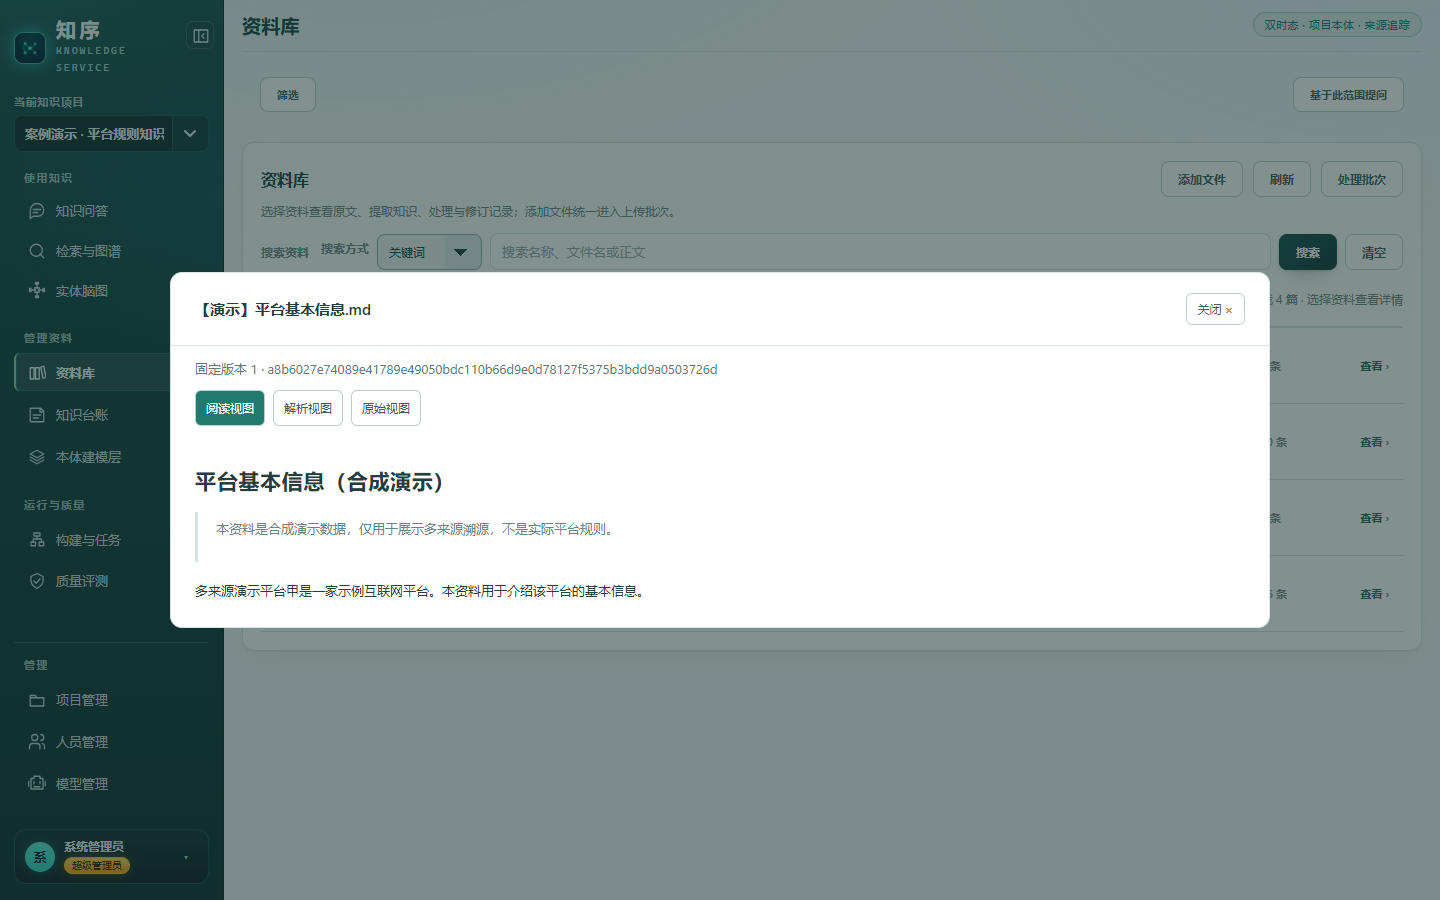 知序
KNOWLEDGE
SERVICE
当前知识项目
案例演示 · 平台规则知识
使用知识
知识问答
检索与图谱
实体脑图
管理资料
资料库
知识台账
本体建模层
运行与质量
构建与任务
质量评测
管理
项目管理
人员管理
模型管理
系
系统管理员
超级管理员
资料库
双时态 · 项目本体 · 来源追踪
筛选
基于此范围提问
资料库
添加文件
刷新
处理批次
选择资料查看原文、提取知识、处理与修订记录；添加文件统一进入上传批次。
搜索资料
搜索方式
关键词
搜索名称、文件名或正文
搜索
清空
4 篇 · 选择资料查看详情
条
查看 ›
条
查看 ›
条
查看 ›
条
查看 ›
【演示】平台基本信息.md
关闭 ×
固定版本 1 · a8b6027e74089e41789e49050bdc110b66d9e0d78127f5375b3bdd9a0503726d
阅读视图
解析视图
原始视图
平台基本信息（合成演示）
本资料是合成演示数据，仅用于展示多来源溯源，不是实际平台规则。
多来源演示平台甲是一家示例互联网平台。本资料用于介绍该平台的基本信息。